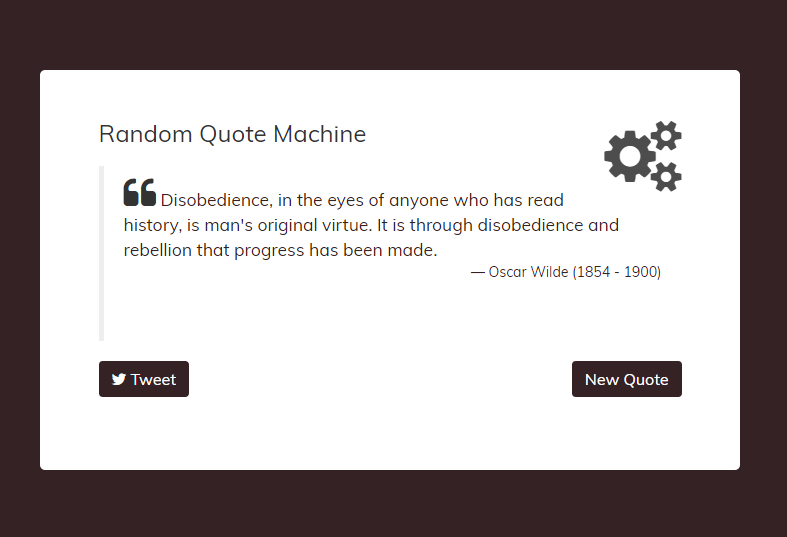 Random Quote Machine
Disobedience, in the eyes of anyone who has read
history, is man's original virtue. It is through disobedience and
rebellion that progress has been made.
— Oscar Wilde (1854 - 1900)
Tweet
New Quote